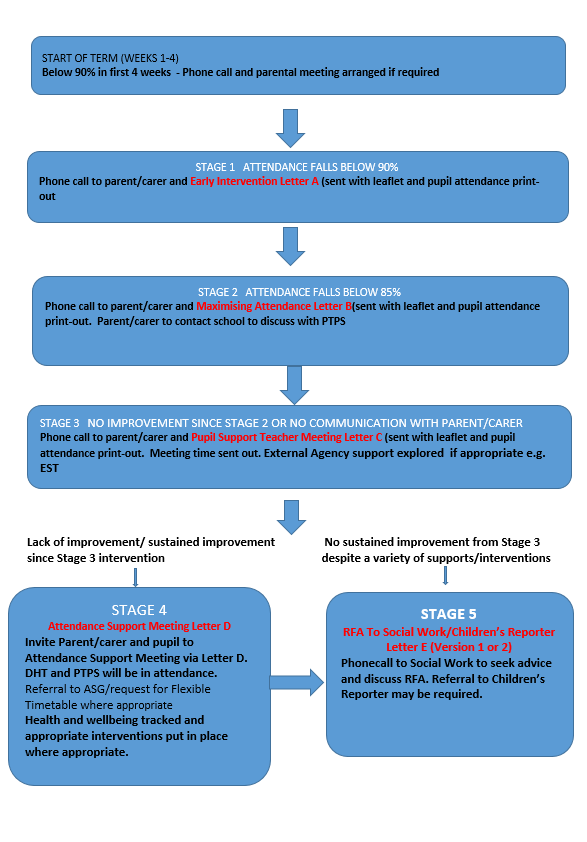 START OF TERM (WEEKS 1-4)
Below 90% in first 4 weeks - Phone call and parental meeting arranged if required
STAGE 1 ATTENDANCE FALLS BELOW 90%
Phone call to parent/carer and Early Intervention Letter A (sent with leaflet and pupil attendance print-
out
STAGE 2 ATTENDANCE FALLS BELOW 85%
Phone call to parent/carer and Maximising Attendance Letter B(sent with leaflet and pupil attendance
print-out. Parent/carer to contact school to discuss with PTPS
STAGE 3 NO IMPROVEMENT SINCE STAGE 2 OR NO COMMUNICATION WITH PARENT/CARER
Phone call to parent/carer and Pupil Support Teacher Meeting Letter C (sent with leaflet and pupil
attendance print-out. Meeting time sent out. External Agency support explored if appropriate e.g.
EST
Lack of improvement/ sustained improvement
since Stage 3 intervention
No sustained improvement from Stage 3
despite a variety of supports/interventions
STAGE 4
Attendance Support Meeting Letter D
Invite Parent/carer and pupil to
Attendance Support Meeting via Letter D.
DHT and PTPS will be in attendance.
Referral to ASG/request for Flexible
Timetable where appropriate
Health and wellbeing tracked and
appropriate interventions put in place
where appropriate.
STAGE 5
RFA To Social Work/Children's Reporter
Letter E (Version 1 or 2)
Phonecall to Social Work to seek advice
and discuss RFA. Referral to Children's
Reporter may be required.